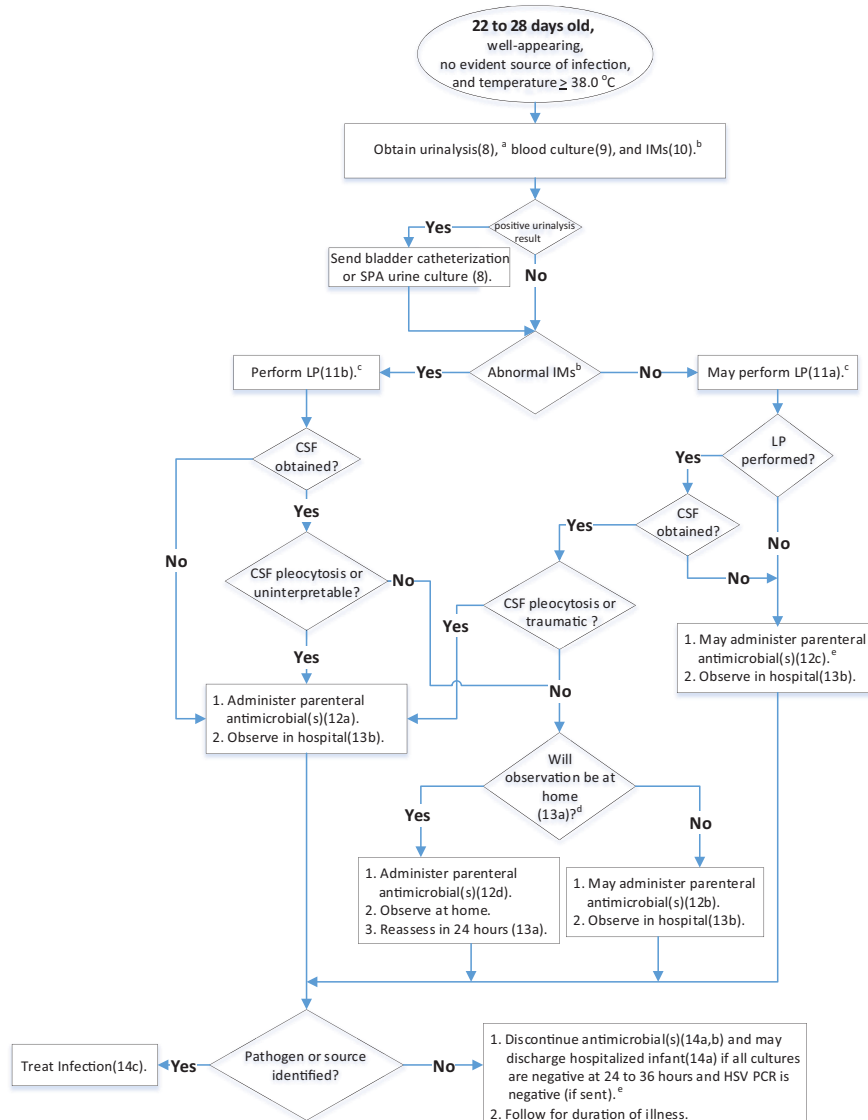 22 to 28 days old,
well-appearing,
no evident source of infection,
and temperature ≥ 38.0 °C
Obtain urinalysis(8), a blood culture(9), and IMs(10).b
Yes
positive urinalysis
result
Send bladder catheterization
or SPA urine culture (8).
No
Perform LP(11b).c
Yes
Abnormal IMsb
No
May perform LP(11a).c
CSF
obtained?
LP
performed?
Yes
Yes
Yes
CSF
obtained?
No
No
No
CSF pleocytosis or
uninterpretable?
No
CSF pleocytosis or
traumatic ?
Yes
Yes
No
1. May administer parenteral
antimicrobial(s)(12c).e
2. Observe in hospital(13b).
1. Administer parenteral
antimicrobial(s)(12a).
2. Observe in hospital(13b).
Will
observation be at
home
(13a)?d
Yes
No
1. Administer parenteral
antimicrobial(s)(12d).
2. Observe at home.
3. Reassess in 24 hours (13a).
1. May administer parenteral
antimicrobial(s)(12b).
2. Observe in hospital(13b).
Treat Infection(14c).
Yes
Pathogen or source
identified?
No
1. Discontinue antimicrobial(s)(14a,b) and may
discharge hospitalized infant(14a) if all cultures
are negative at 24 to 36 hours and HSV PCR is
negative (if sent).e
2. Follow for duration of illness.